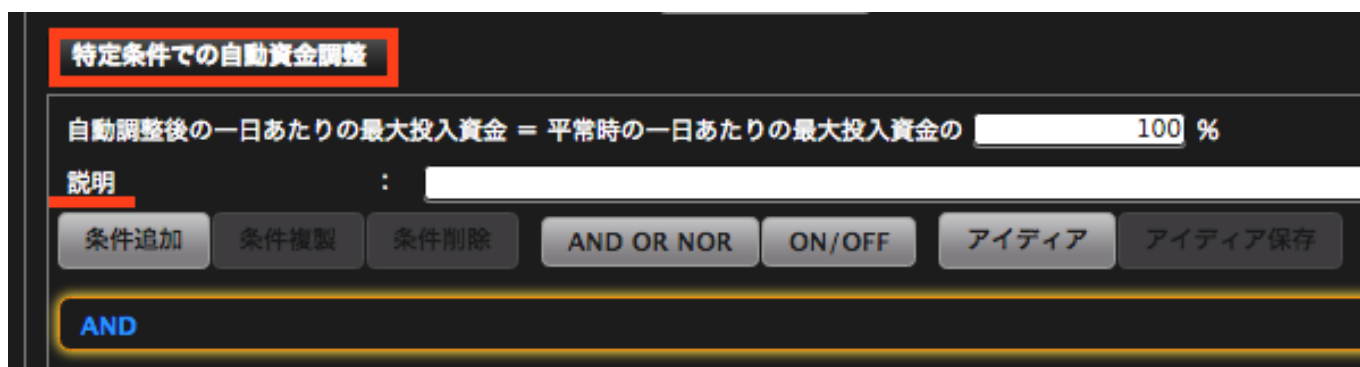 特定条件での自動資金調整
自動調整後の一日あたりの最大投入資金 = 平常時の一日あたりの最大投入資金の 100 %
説明 :
条件追加 条件複製 条件削除 AND OR NOR ON/OFF アイディア アイディア保存
AND